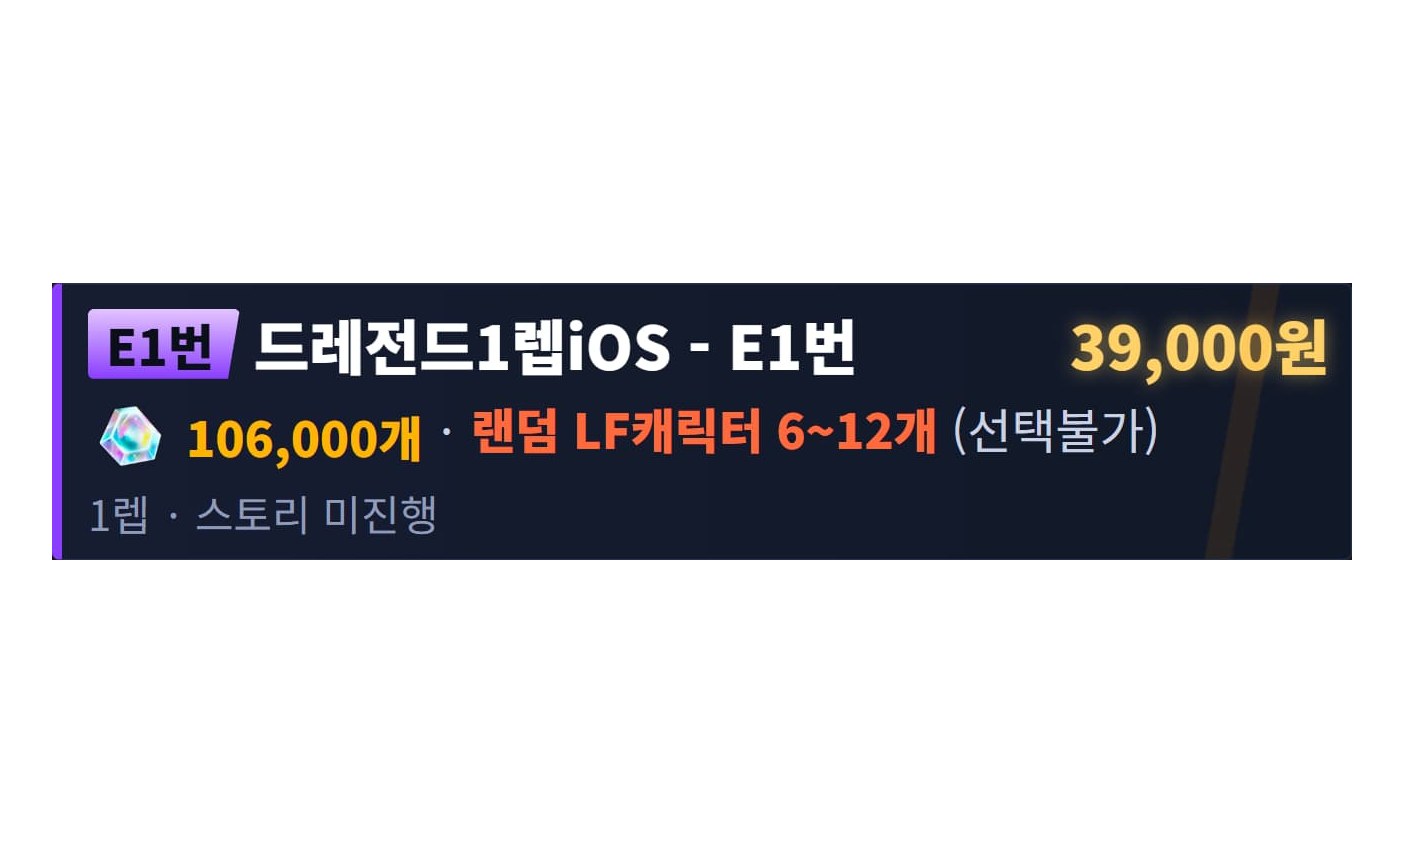 E1번 드레전드1렙iOS - E1번 39,000원
106,000개 · 랜덤 LF캐릭터 6~12개 (선택불가)
1렙 · 스토리 미진행